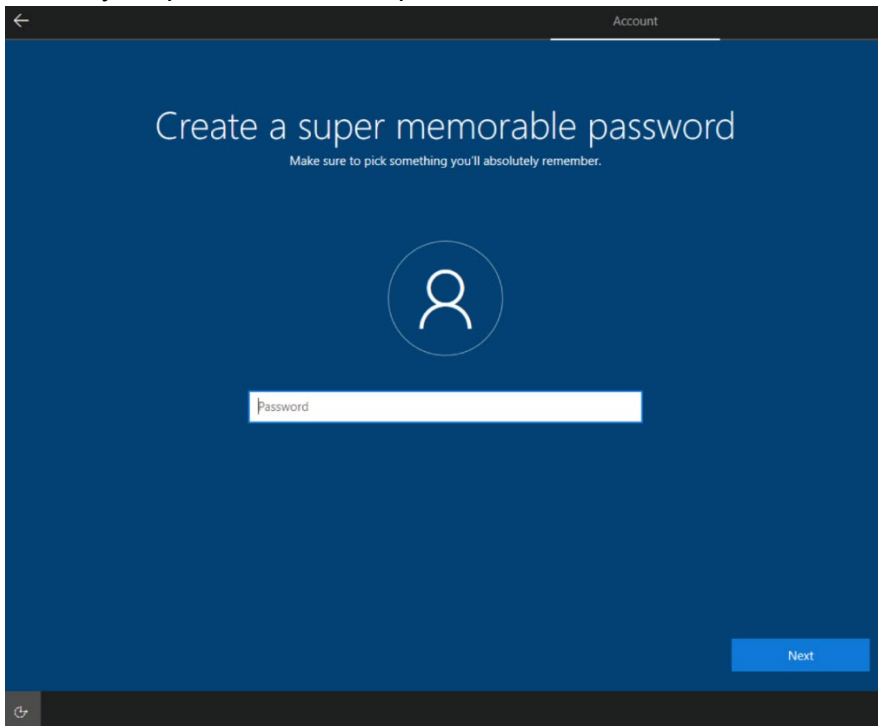 Account
Create a super memorable password
Make sure to pick something you'll absolutely remember.
Password
Next